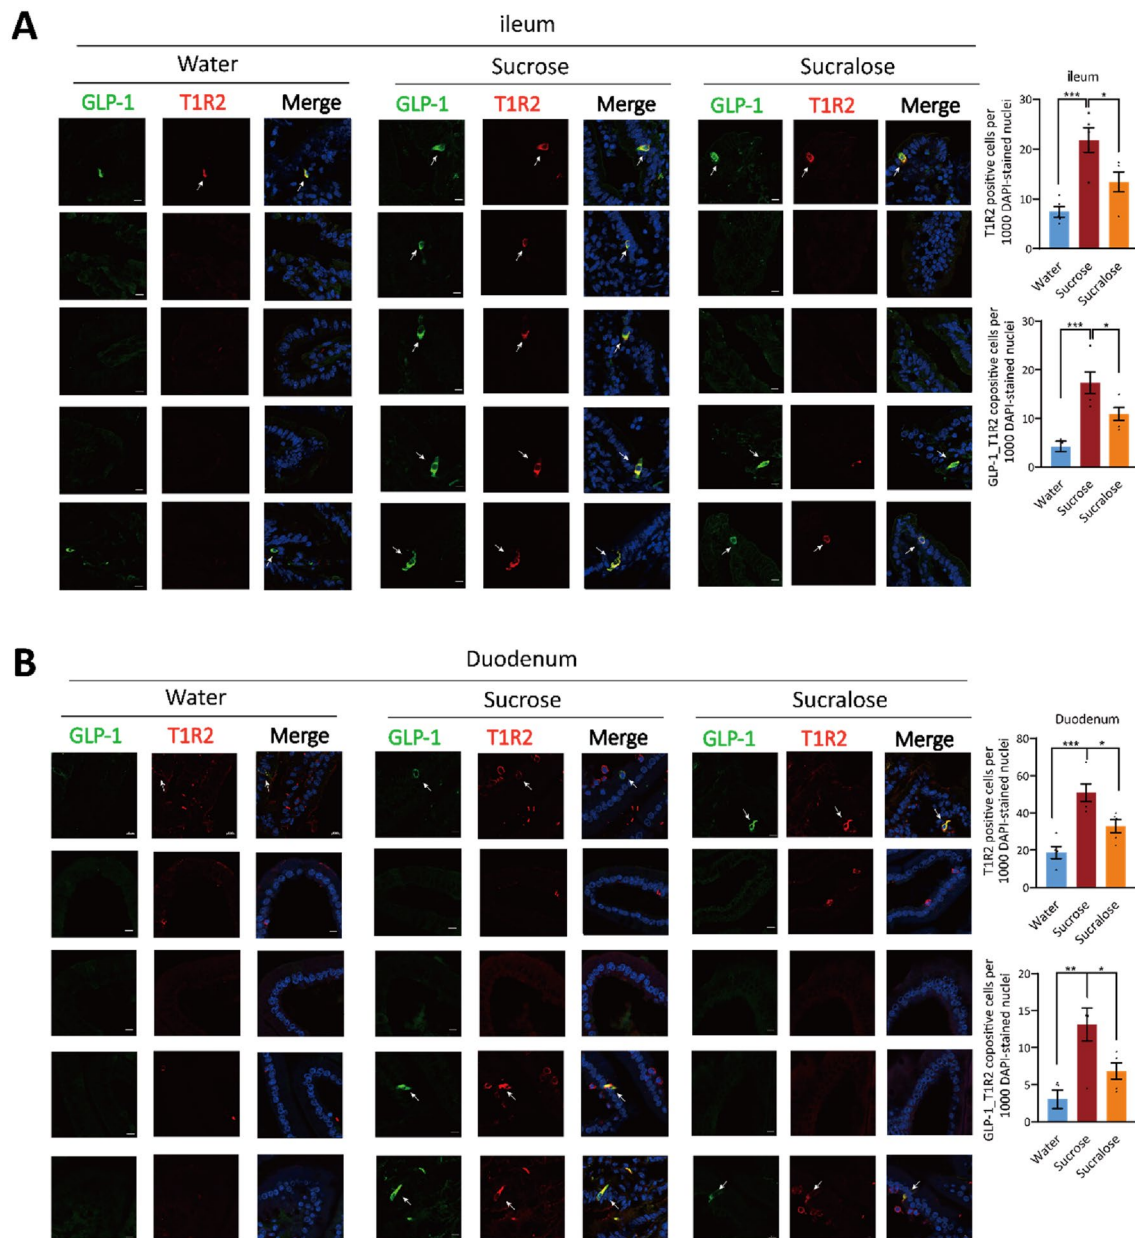 A
ileum
Water
Sucrose
Sucralose
GLP-1
T1R2
Merge
GLP-1
T1R2
Merge
GLP-1
T1R2
Merge
ileum
T1R2 positive cells per
1000 DAPI-stained nuclei
30
20
10
0
***
*
Water
Sucrose
Sucralose
GLP-1_T1R2 copositive cells per
1000 DAPI-stained nuclei
30
20
10
0
***
*
Water
Sucrose
Sucralose
B
Duodenum
Water
Sucrose
Sucralose
GLP-1
T1R2
Merge
GLP-1
T1R2
Merge
GLP-1
T1R2
Merge
Duodenum
T1R2 positive cells per
1000 DAPI-stained nuclei
80
60
40
20
0
***
*
Water
Sucrose
Sucralose
GLP-1_T1R2 copositive cells per
1000 DAPI-stained nuclei
20
15
10
5
0
**
*
Water
Sucrose
Sucralose